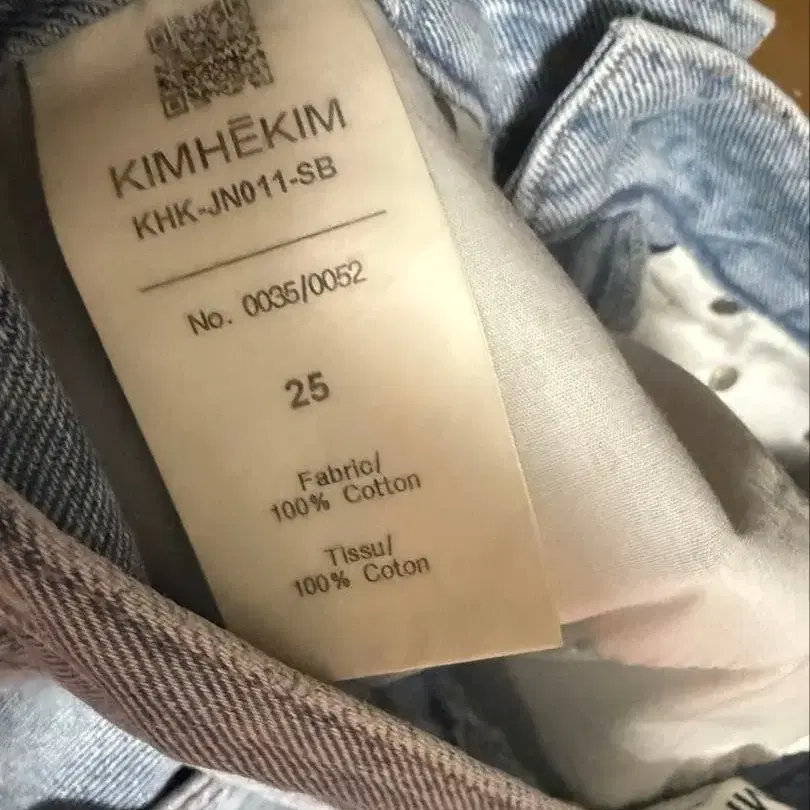 KIMHĒKIM
KHK-JN011-SB
No. 0035/0052
25
Fabric/
100% Cotton
Tissu/
100% Coton